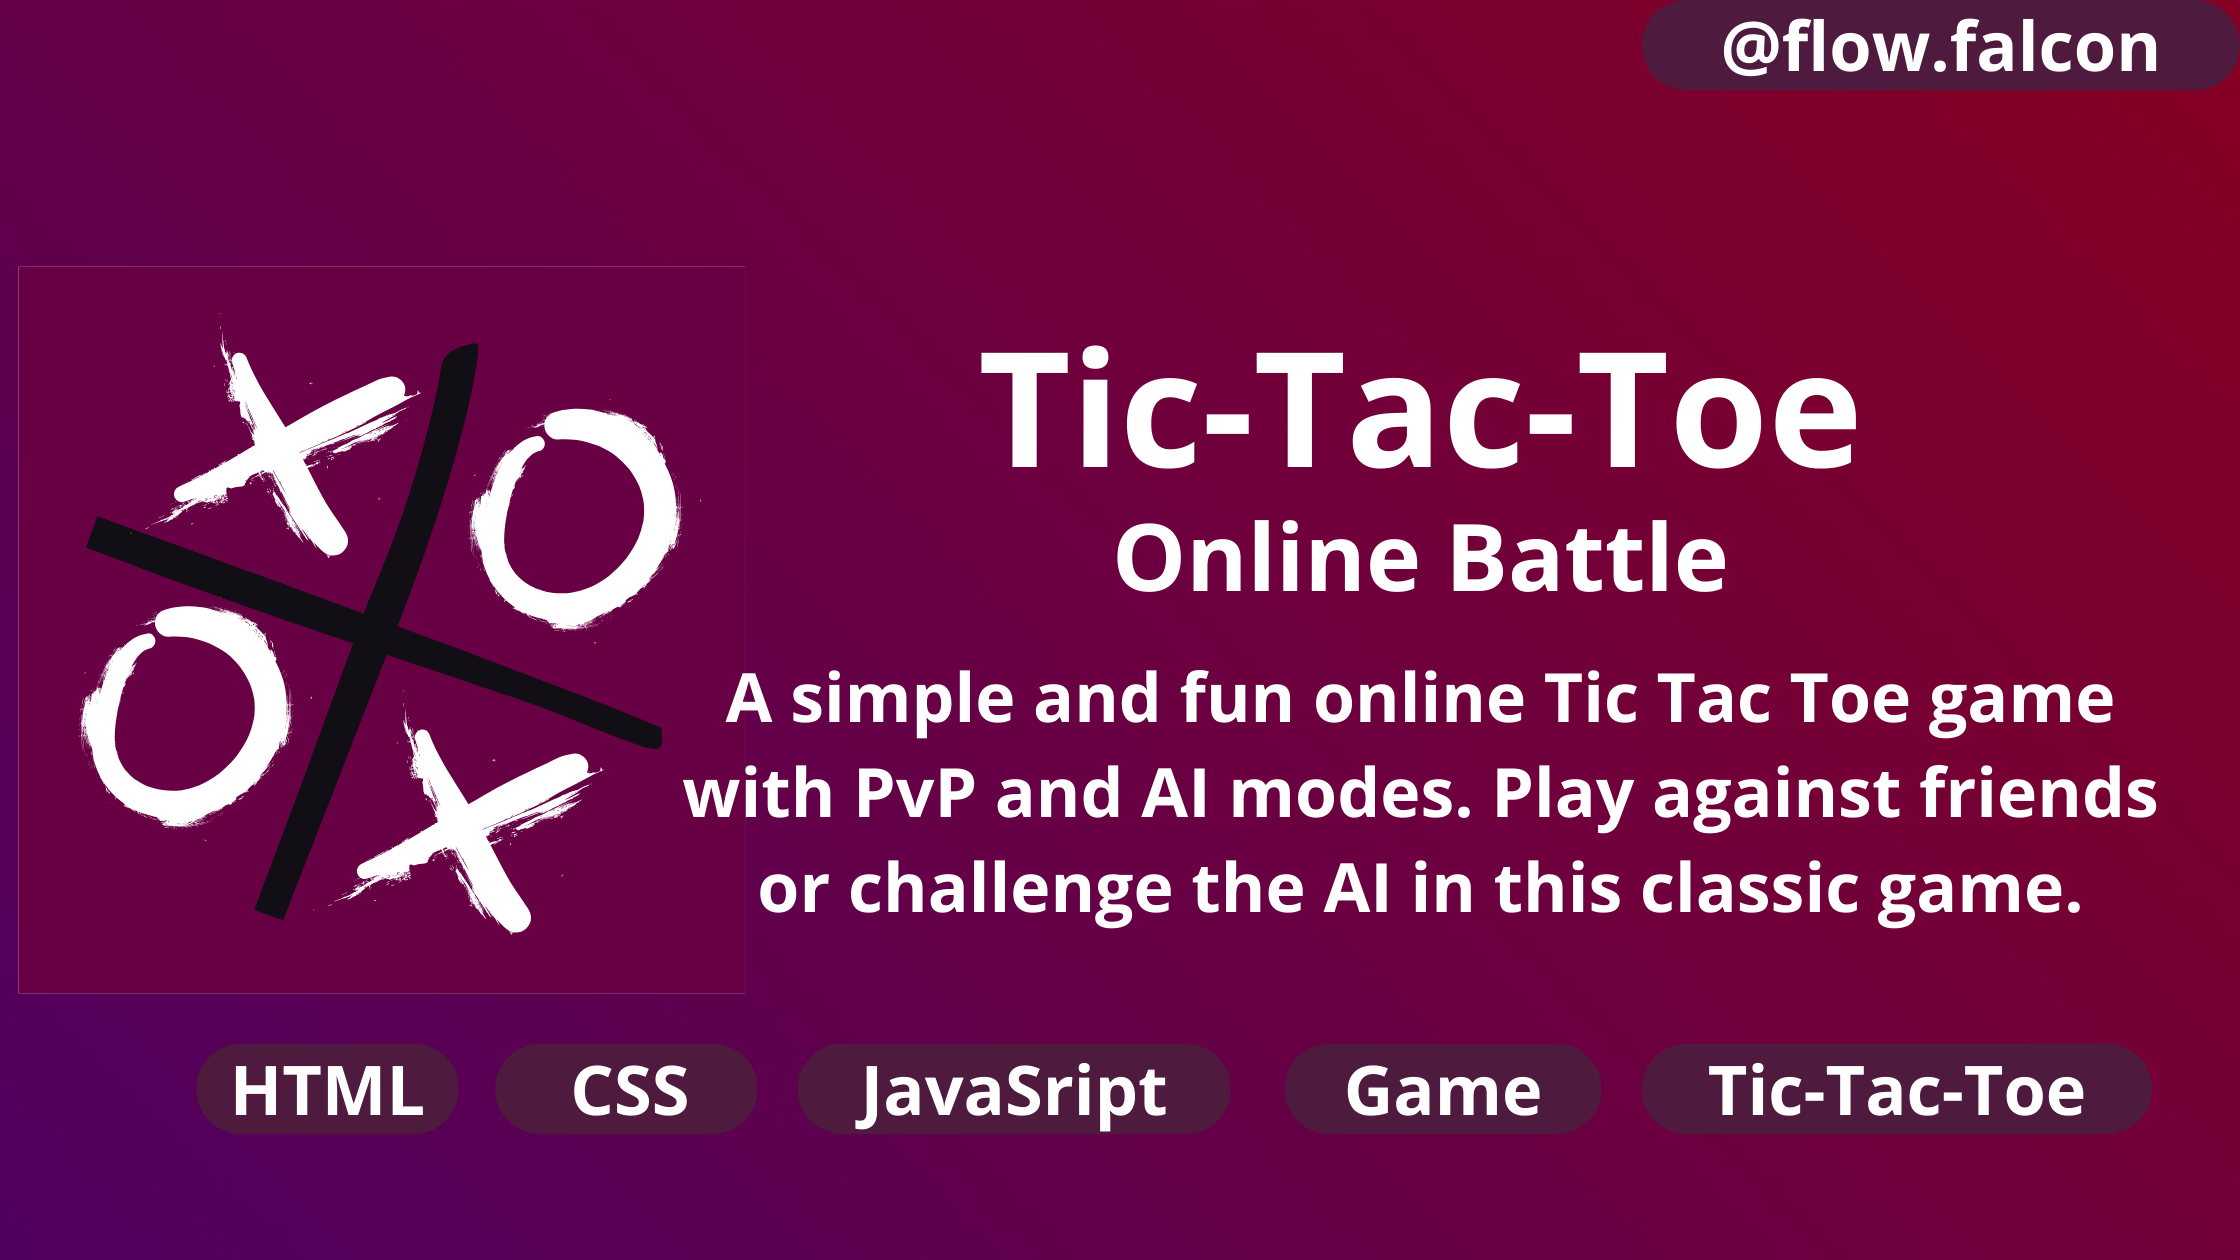 @flow.falcon
Tic-Tac-Toe
Online Battle
A simple and fun online Tic Tac Toe game
with PvP and AI modes. Play against friends
or challenge the AI in this classic game.
HTML
CSS
JavaSript
Game
Tic-Tac-Toe